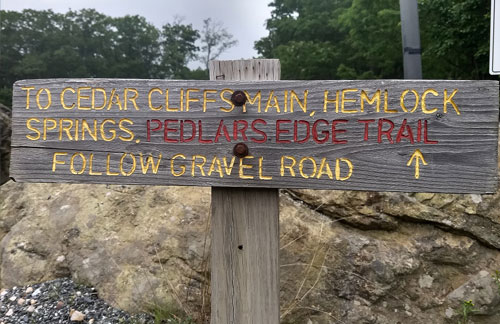 TO CEDAR CLIFFS MAIN, HEMLOCK
SPRINGS, PEDLARS EDGE TRAIL
FOLLOW GRAVEL ROAD ↑